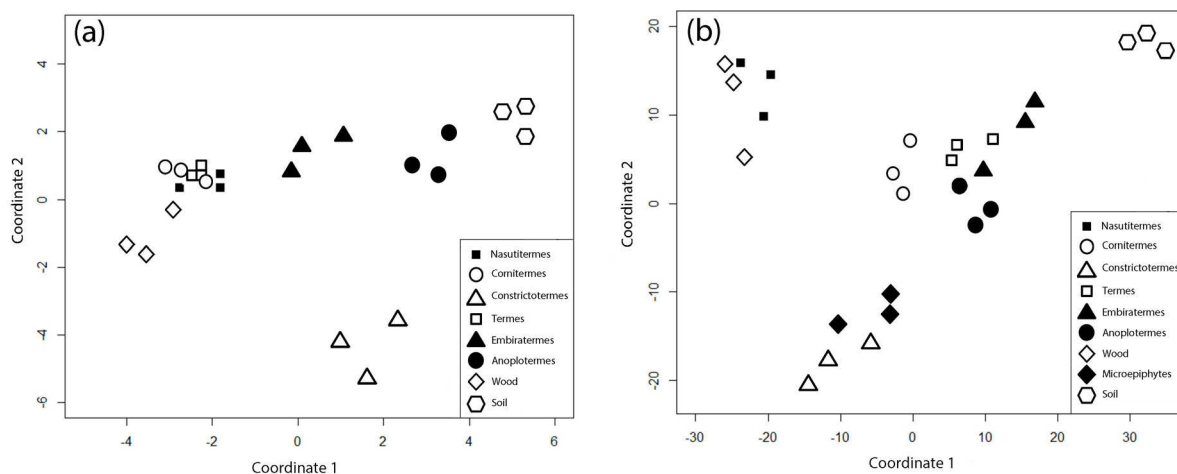 (a)
4
2
0
-2
-4
-6
Coordinate 2
-4
-2
0
2
4
6
Coordinate 1
Nasutitermes
Cornitermes
Constrictotermes
Termes
Embiratermes
Anoplotermes
Wood
Soil
(b)
20
10
0
-10
-20
Coordinate 2
-30
-20
-10
0
10
20
30
Coordinate 1
Nasutitermes
Cornitermes
Constrictotermes
Termes
Embiratermes
Anoplotermes
Wood
Microepiphytes
Soil